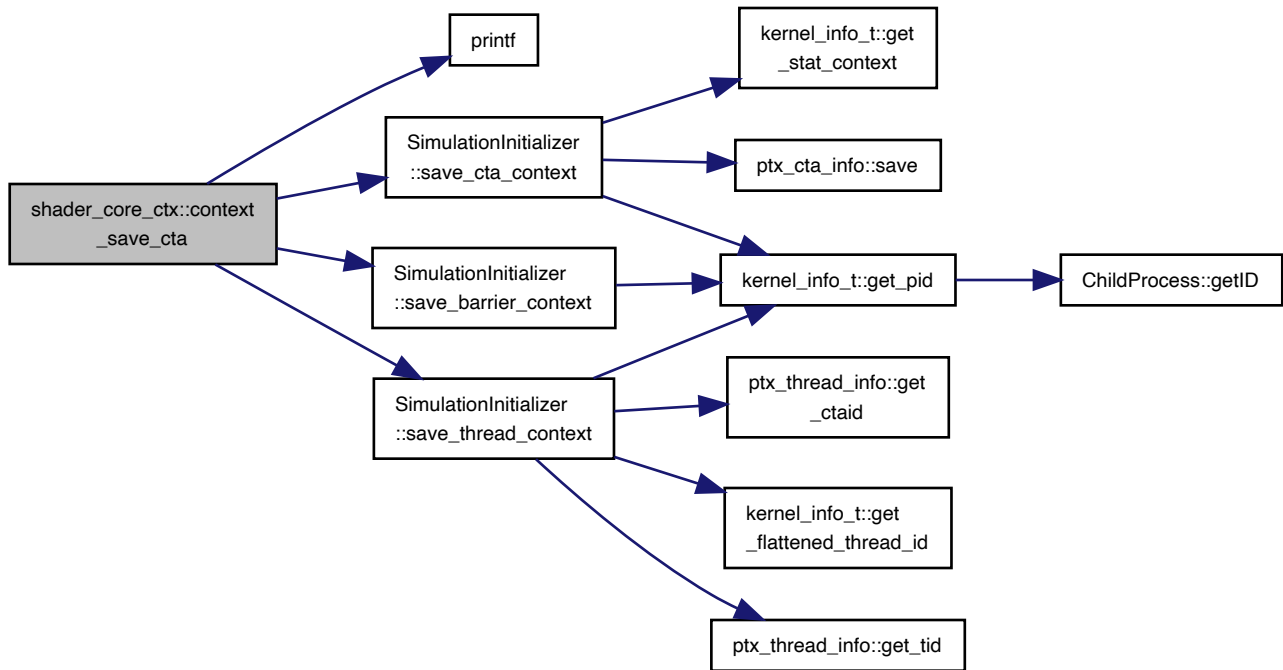 printf
kernel_info_t::get
_stat_context
SimulationInitializer
::save_cta_context
ptx_cta_info::save
shader_core_ctx::context
_save_cta
SimulationInitializer
::save_barrier_context
kernel_info_t::get_pid
ChildProcess::getID
SimulationInitializer
::save_thread_context
ptx_thread_info::get
_ctaid
kernel_info_t::get
_flattened_thread_id
ptx_thread_info::get_tid